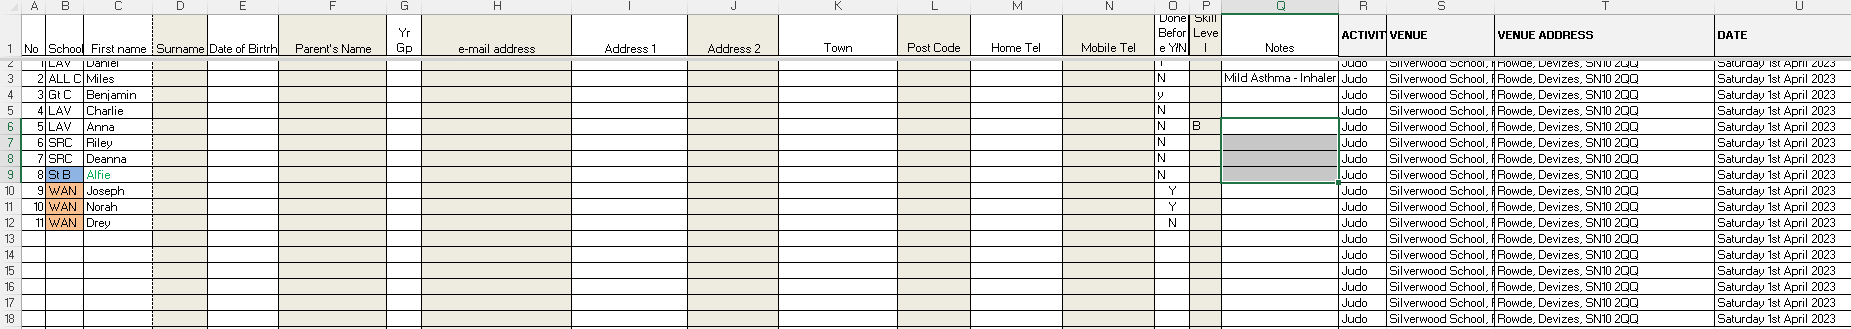 A B C D E F G H I J K L M N O P Q R S T U
1 No School First name Surname Date of Birtrh Parent's Name Yr Gp e-mail address Address 1 Address 2 Town Post Code Home Tel Mobile Tel Done Befor e Y/N Skill Leve l Notes ACTIVIT VENUE VENUE ADDRESS DATE
2 1 LAV Daniel Judo Silverwood School, Rowde, Devizes, SN10 2QQ Saturday 1st April 2023
3 2 ALL C Miles N Mild Asthma - Inhaler Judo Silverwood School, Rowde, Devizes, SN10 2QQ Saturday 1st April 2023
4 3 Gt C Benjamin y Judo Silverwood School, Rowde, Devizes, SN10 2QQ Saturday 1st April 2023
5 4 LAV Charlie N Judo Silverwood School, Rowde, Devizes, SN10 2QQ Saturday 1st April 2023
6 5 LAV Anna N B Judo Silverwood School, Rowde, Devizes, SN10 2QQ Saturday 1st April 2023
7 6 SRC Riley N Judo Silverwood School, Rowde, Devizes, SN10 2QQ Saturday 1st April 2023
8 7 SRC Deanna N Judo Silverwood School, Rowde, Devizes, SN10 2QQ Saturday 1st April 2023
9 8 St B Alfie N Judo Silverwood School, Rowde, Devizes, SN10 2QQ Saturday 1st April 2023
10 9 WAN Joseph Y Judo Silverwood School, Rowde, Devizes, SN10 2QQ Saturday 1st April 2023
11 10 WAN Norah Y Judo Silverwood School, Rowde, Devizes, SN10 2QQ Saturday 1st April 2023
12 11 WAN Drey N Judo Silverwood School, Rowde, Devizes, SN10 2QQ Saturday 1st April 2023
13 Judo Silverwood School, Rowde, Devizes, SN10 2QQ Saturday 1st April 2023
14 Judo Silverwood School, Rowde, Devizes, SN10 2QQ Saturday 1st April 2023
15 Judo Silverwood School, Rowde, Devizes, SN10 2QQ Saturday 1st April 2023
16 Judo Silverwood School, Rowde, Devizes, SN10 2QQ Saturday 1st April 2023
17 Judo Silverwood School, Rowde, Devizes, SN10 2QQ Saturday 1st April 2023
18 Judo Silverwood School, Rowde, Devizes, SN10 2QQ Saturday 1st April 2023